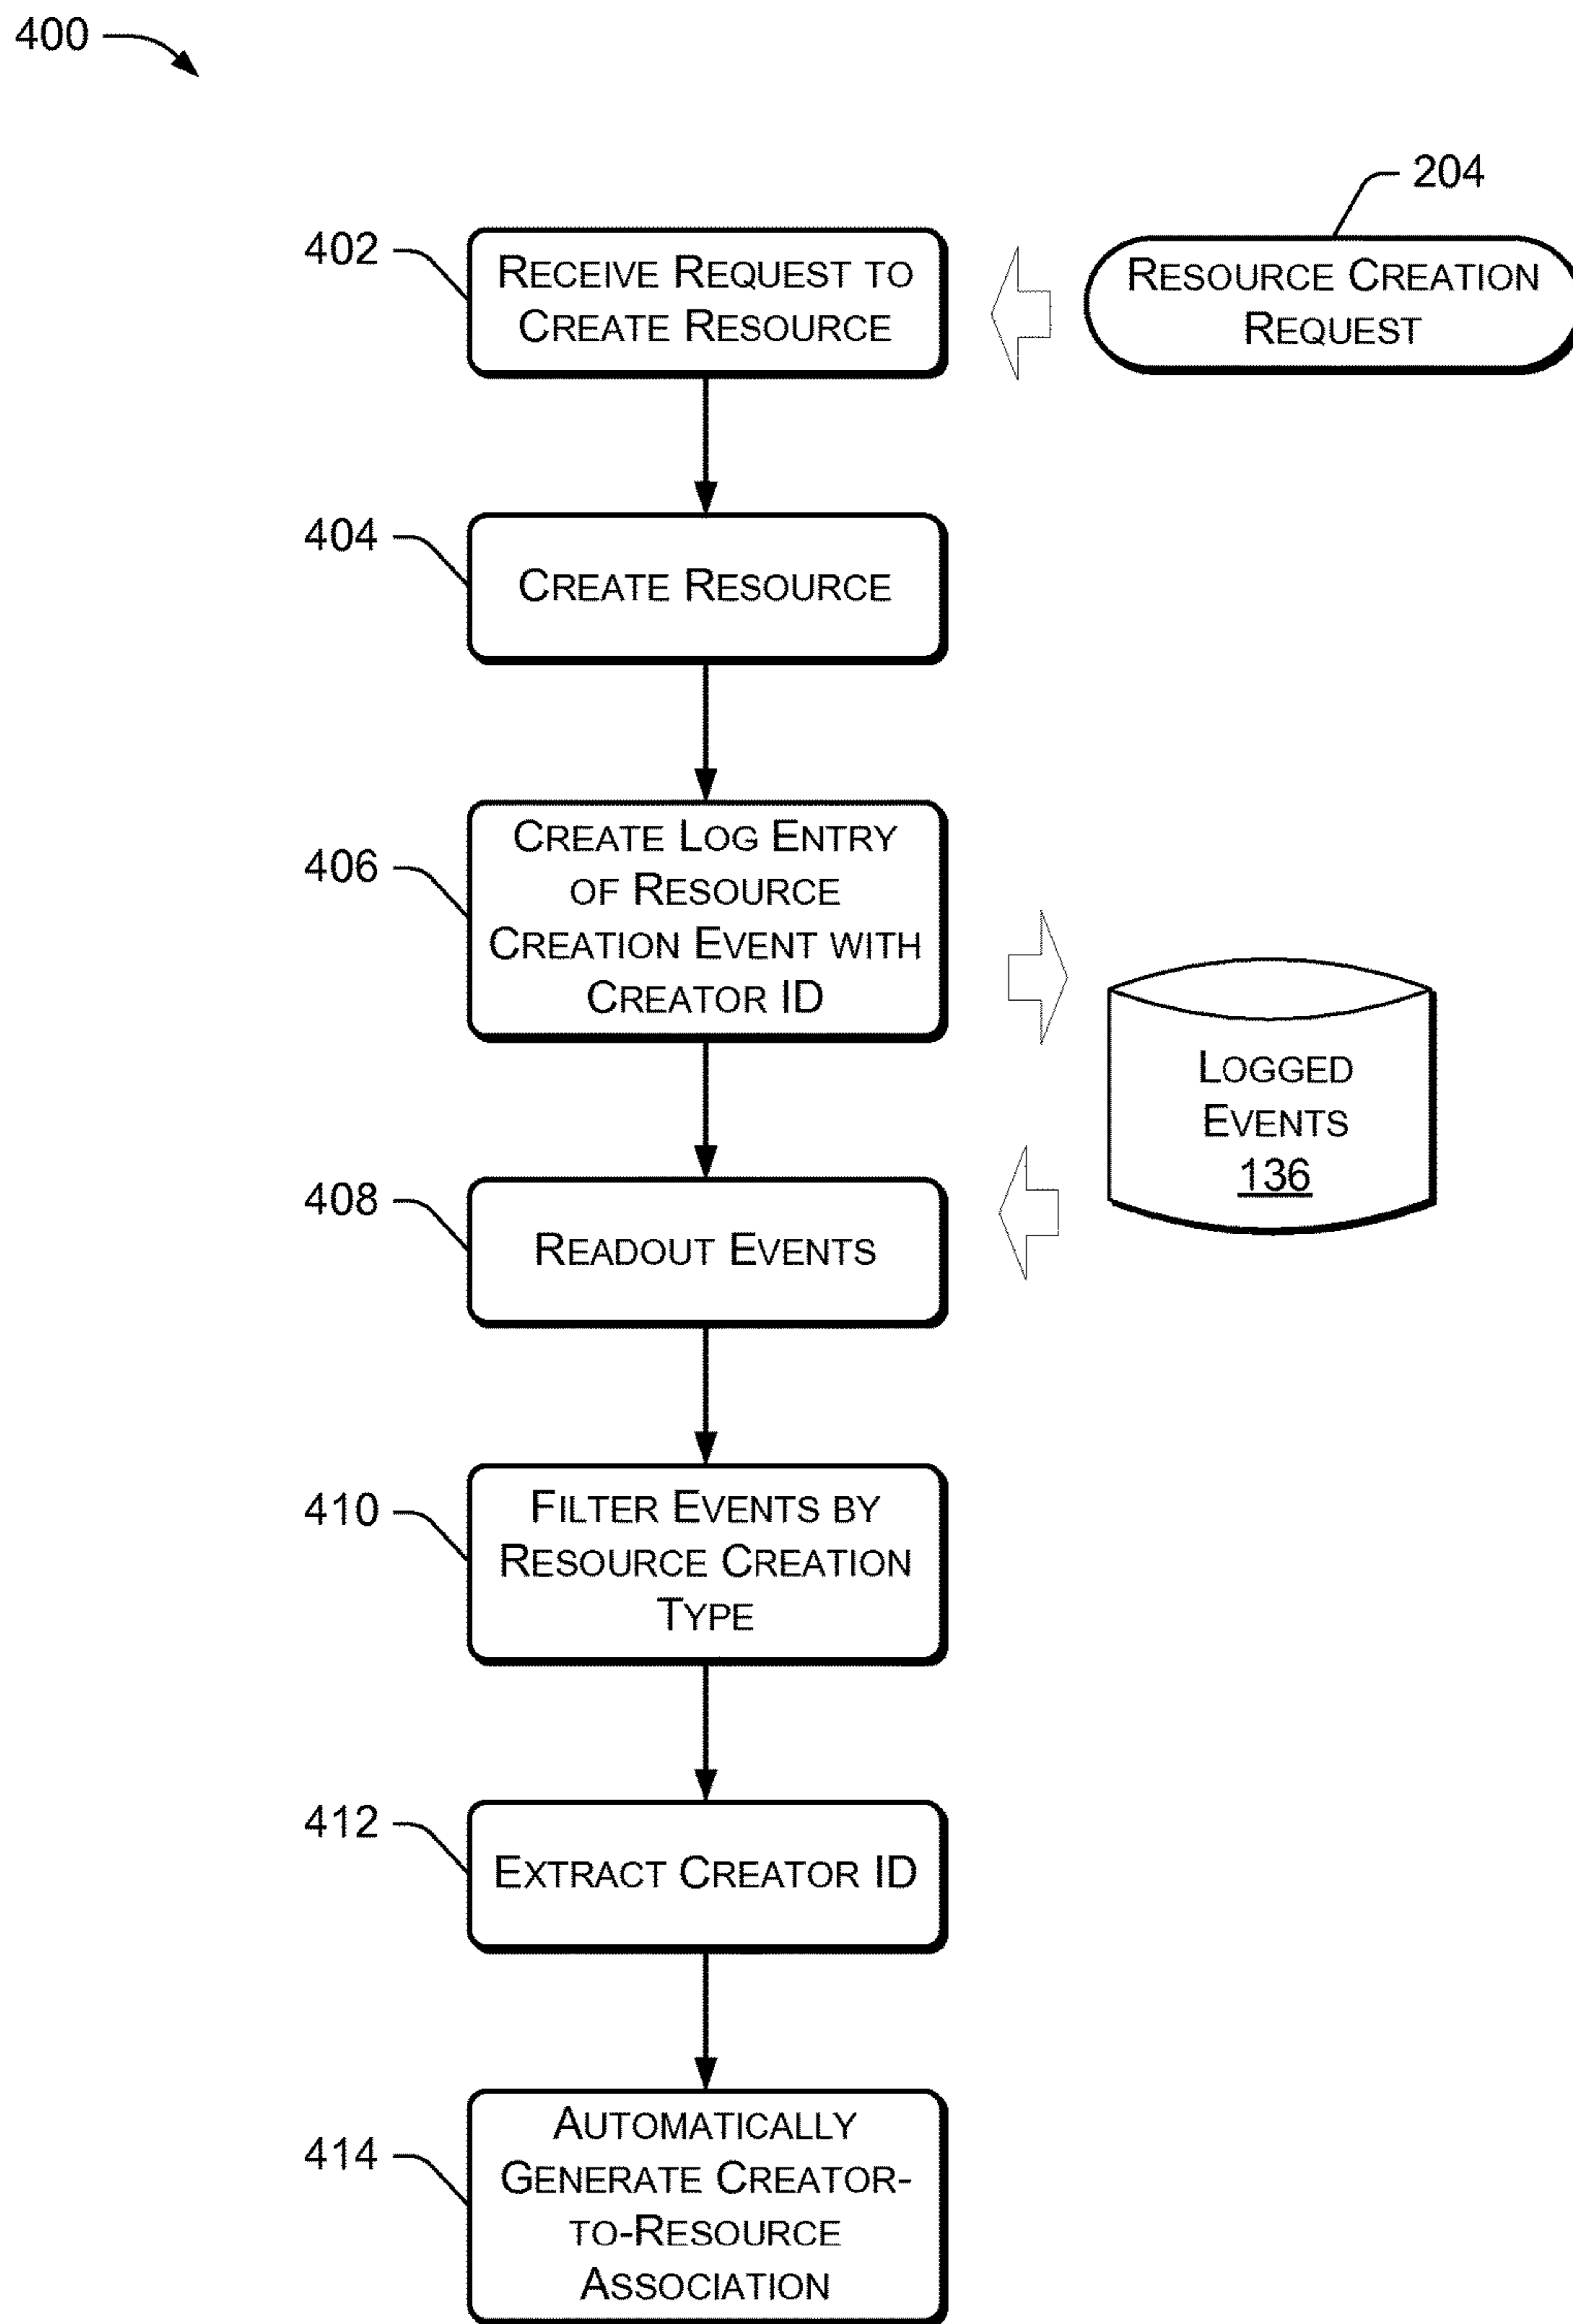 400
204
402
RECEIVE REQUEST TO
CREATE RESOURCE
RESOURCE CREATION
REQUEST
404
CREATE RESOURCE
406
CREATE LOG ENTRY
OF RESOURCE
CREATION EVENT WITH
CREATOR ID
LOGGED
EVENTS
136
408
READOUT EVENTS
410
FILTER EVENTS BY
RESOURCE CREATION
TYPE
412
EXTRACT CREATOR ID
414
AUTOMATICALLY
GENERATE CREATOR-
TO-RESOURCE
ASSOCIATION